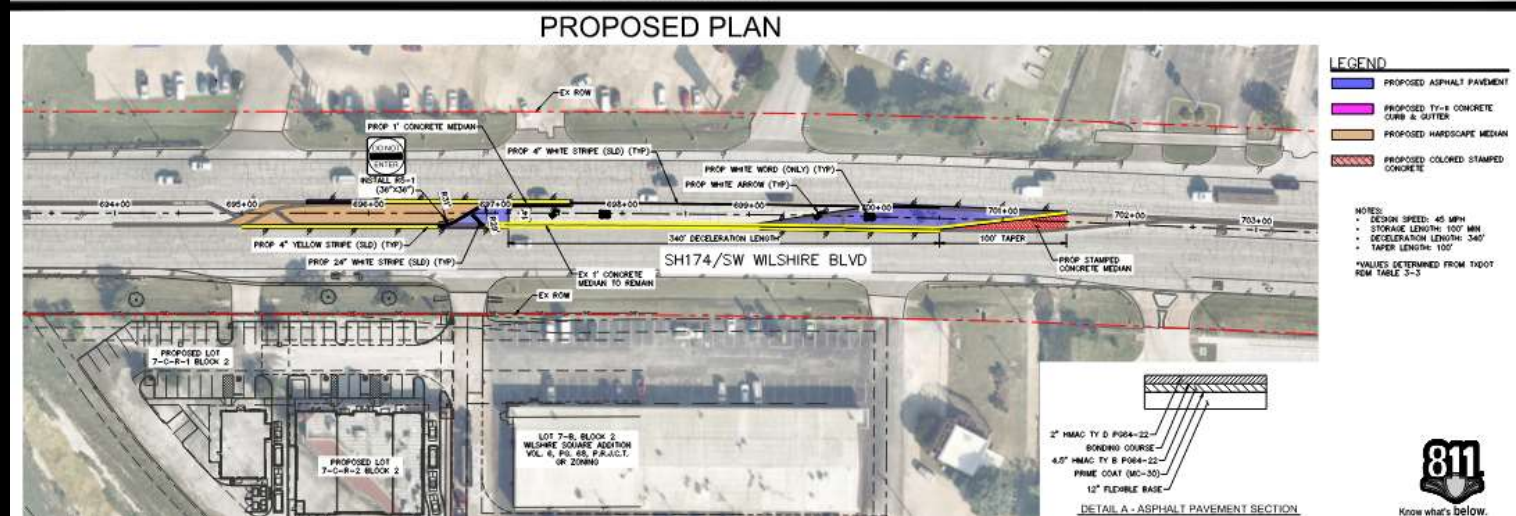 PROPOSED PLAN
EX ROW
PROP 1' CONCRETE MEDIAN
DO NOT
ENTER
INSTALL R5-1
(36"X36")
PROP 4" WHITE STRIPE (SLD) (TYP)
PROP WHITE WORD (ONLY) (TYP)
PROP WHITE ARROW (TYP)
694+00
695+00
696+00
697+00
698+00
699+00
700+00
701+00
702+00
703+00
PROP 4" YELLOW STRIPE (SLD) (TYP)
PROP 24" WHITE STRIPE (SLD) (TYP)
340' DECELERATION LENGTH
100' TAPER
SH174/SW WILSHIRE BLVD
EX 1' CONCRETE
MEDIAN TO REMAIN
PROP STAMPED
CONCRETE MEDIAN
EX ROW
PROPOSED LOT
7-C-R-1 BLOCK 2
PROPOSED LOT
7-C-R-2 BLOCK 2
LOT 7-B, BLOCK 2
WILSHIRE SQUARE ADDITION
VOL. 6, PG. 68, P.R.J.C.T.
GR ZONING
LEGEND
PROPOSED ASPHALT PAVEMENT
PROPOSED TY-II CONCRETE
CURB & GUTTER
PROPOSED HARDSCAPE MEDIAN
PROPOSED COLORED STAMPED
CONCRETE
NOTES:
- DESIGN SPEED: 45 MPH
- STORAGE LENGTH: 100' MIN
- DECELERATION LENGTH: 340'
- TAPER LENGTH: 100'
*VALUES DETERMINED FROM TXDOT
RDM TABLE 3-3
2" HMAC TY D PG64-22
BONDING COURSE
4.5" HMAC TY B PG64-22
PRIME COAT (MC-30)
12" FLEXIBLE BASE
DETAIL A - ASPHALT PAVEMENT SECTION
811
Know what's below.